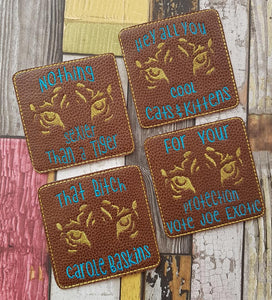 Nothing
sexier
Than a Tiger
Hey all you
cool
Cats & Kittens
That Bitch
Carole Baskins
For your
protection
Vote Joe Exotic